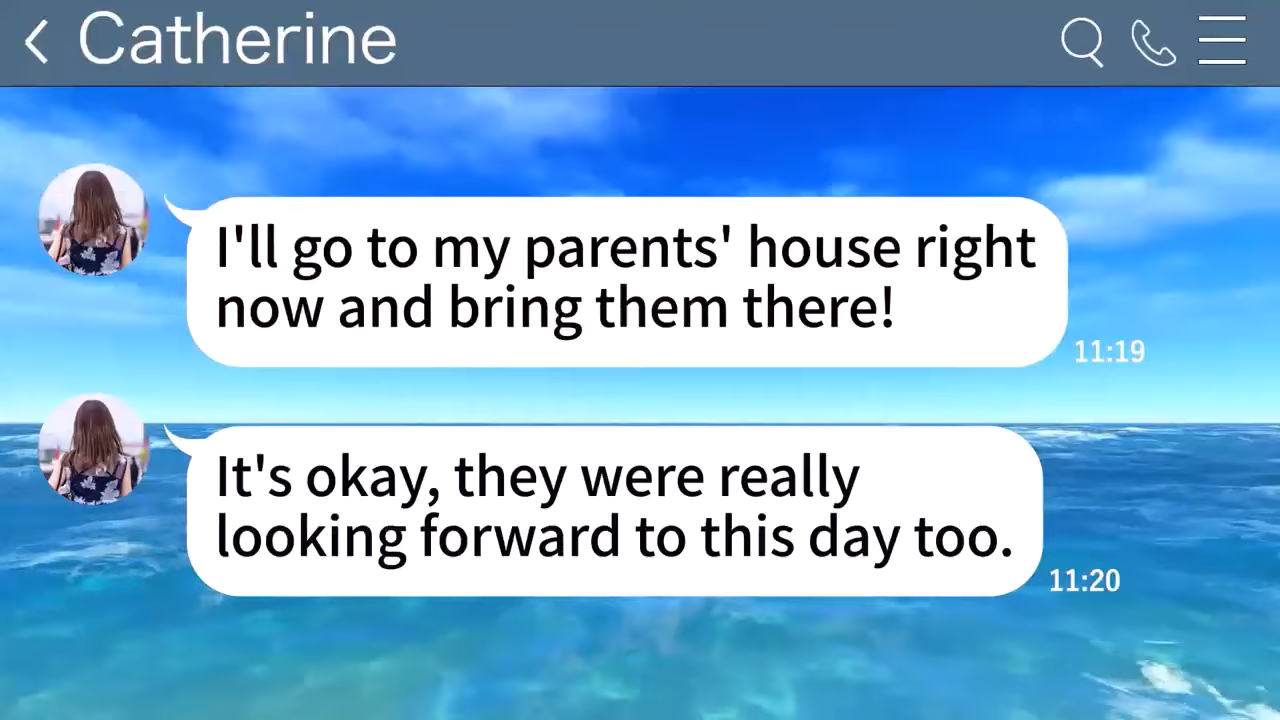 Catherine
I'll go to my parents' house right
now and bring them there!
11:19
It's okay, they were really
looking forward to this day too.
11:20